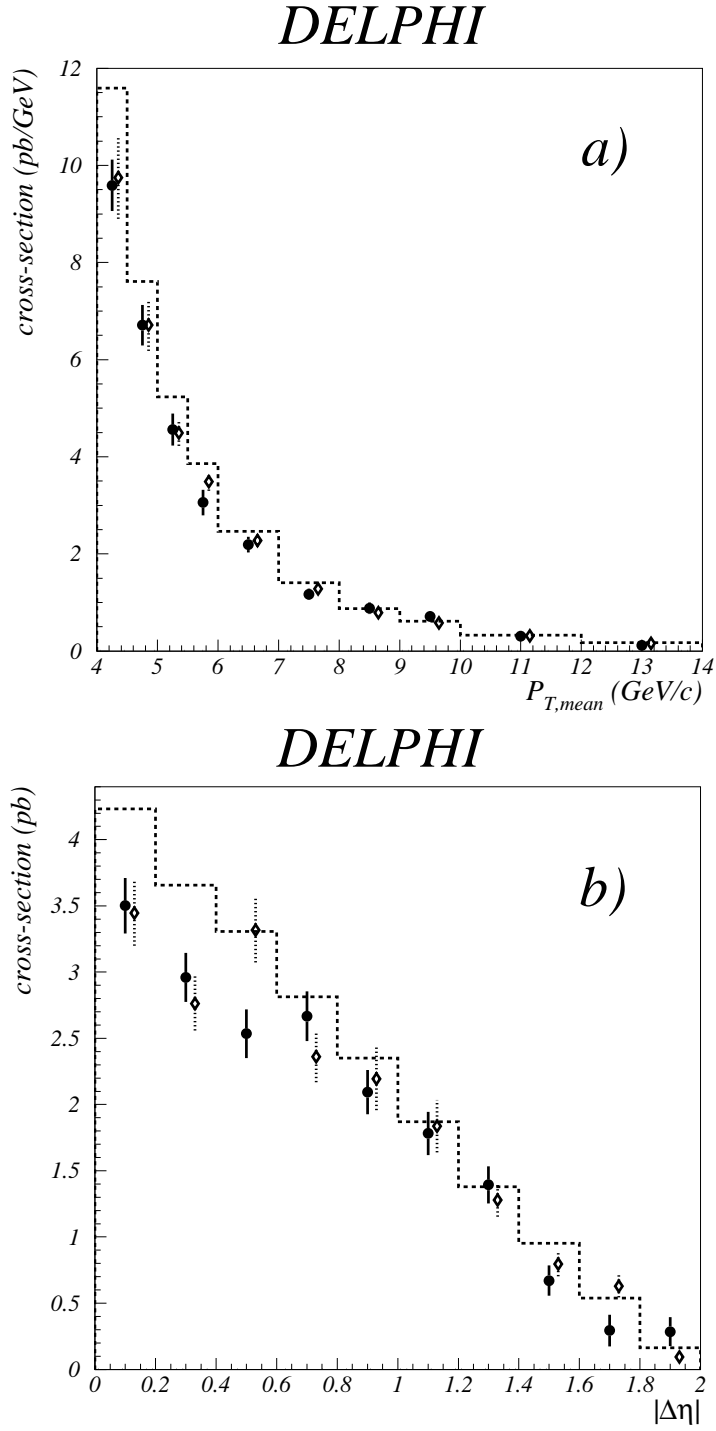 DELPHI
cross-section (pb/GeV)
a)
12
10
8
6
4
2
0
4 5 6 7 8 9 10 11 12 13 14
P_T,mean (GeV/c)
DELPHI
cross-section (pb)
b)
4
3.5
3
2.5
2
1.5
1
0.5
0
0 0.2 0.4 0.6 0.8 1 1.2 1.4 1.6 1.8 2
|Δη|